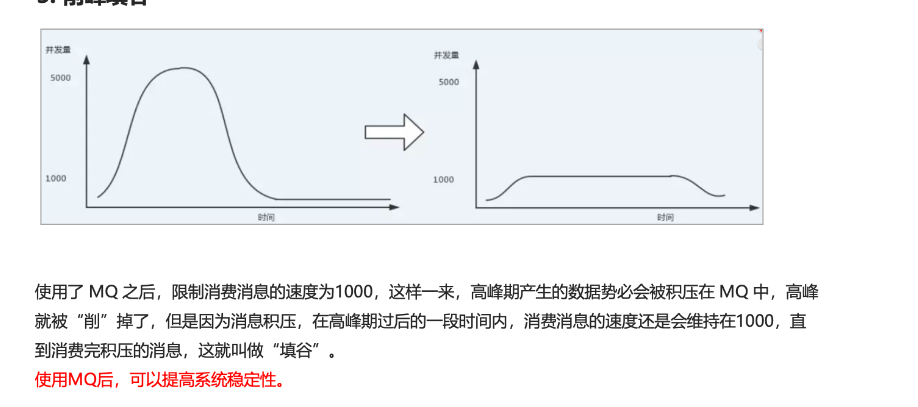 3. 削峰填谷
并发量
5000
1000
时间
并发量
5000
1000
时间
使用了 MQ 之后，限制消费消息的速度为1000，这样一来，高峰期产生的数据势必会被积压在 MQ 中，高峰
就被“削”掉了，但是因为消息积压，在高峰期过后的一段时间内，消费消息的速度还是会维持在1000，直
到消费完积压的消息，这就叫做“填谷”。
使用MQ后，可以提高系统稳定性。